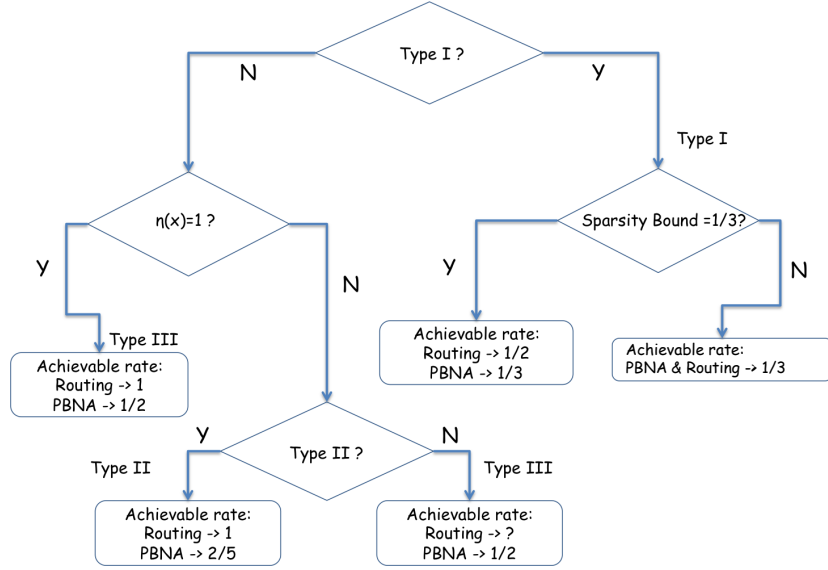 Type I ?
N
Y
Type I
η(x)=1 ?
Sparsity Bound =1/3?
Y
N
Y
N
Type III
Achievable rate:
Routing -> 1
PBNA -> 1/2
Achievable rate:
Routing -> 1/2
PBNA -> 1/3
Achievable rate:
PBNA & Routing -> 1/3
Y
N
Type II ?
Type II
Type III
Achievable rate:
Routing -> 1
PBNA -> 2/5
Achievable rate:
Routing -> ?
PBNA -> 1/2